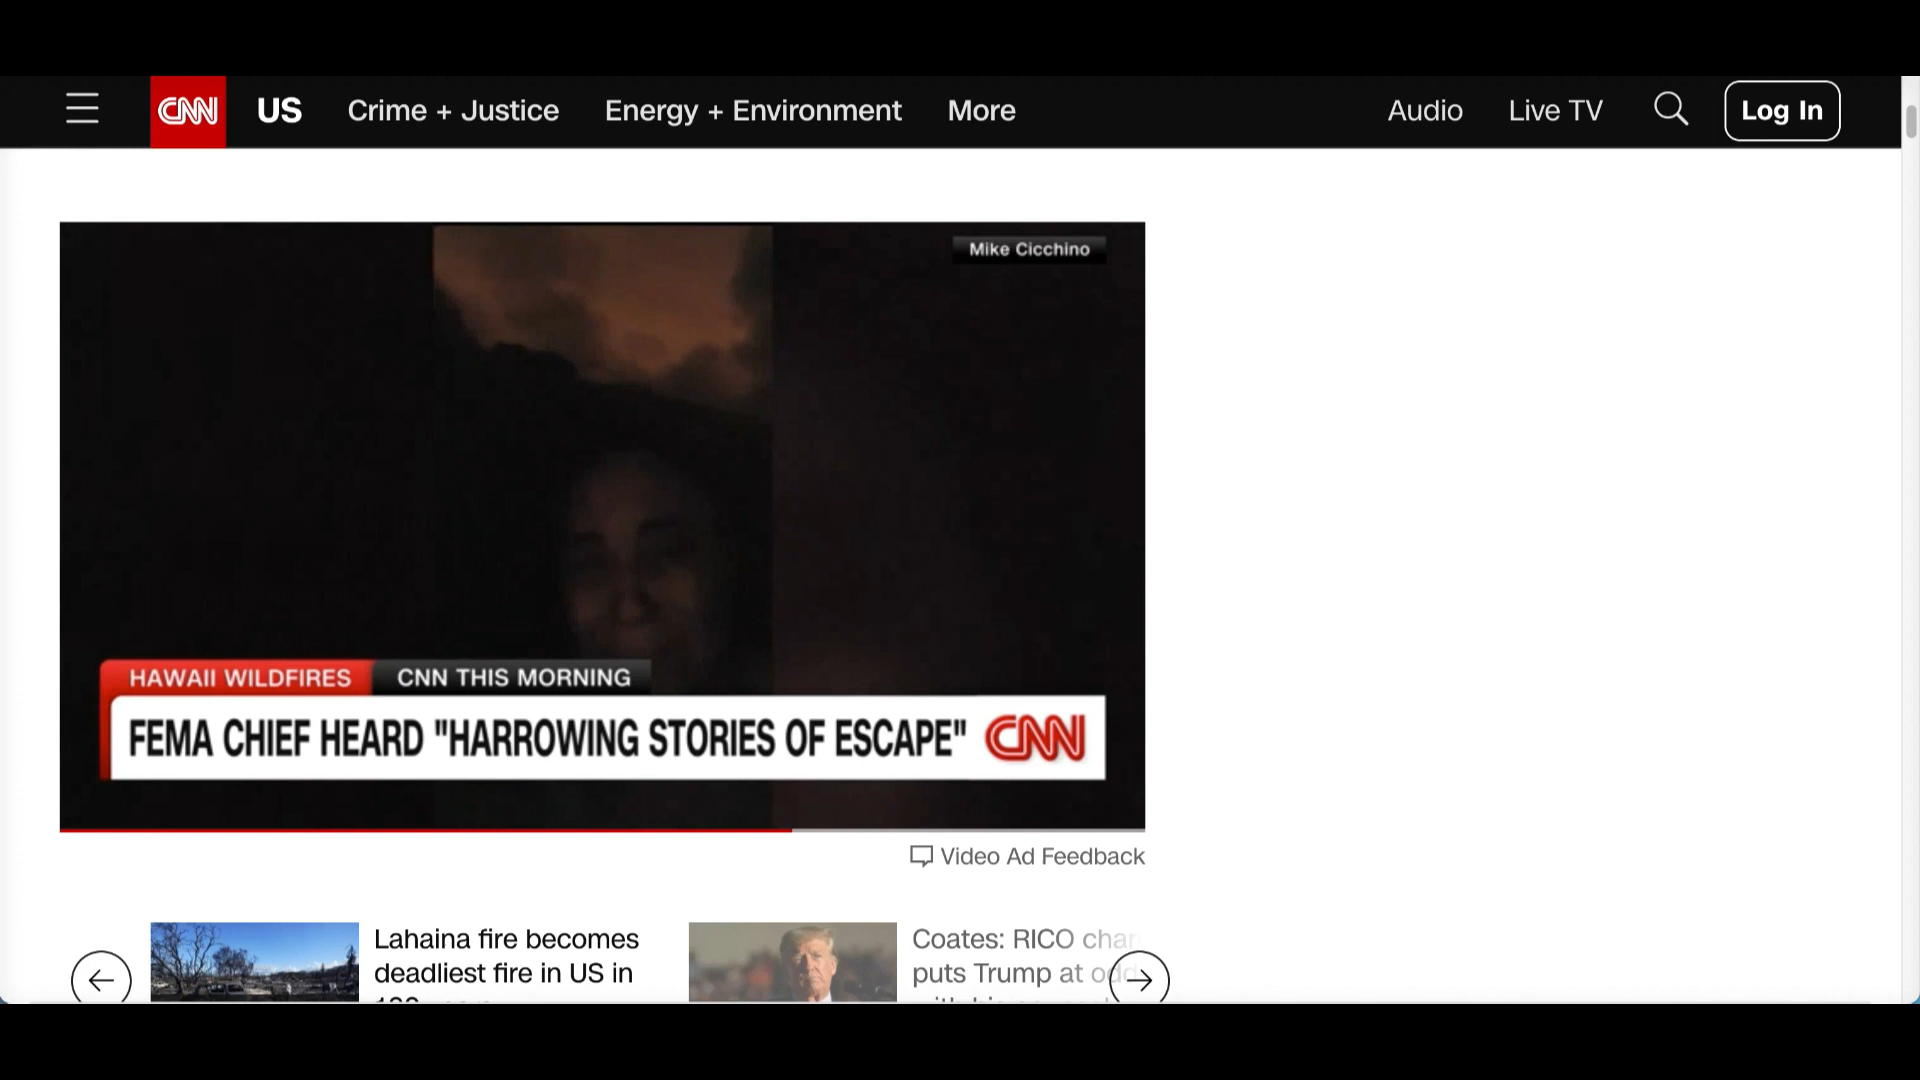 CNN US Crime + Justice Energy + Environment More Audio Live TV Log In
Mike Cicchino
HAWAII WILDFIRES CNN THIS MORNING
FEMA CHIEF HEARD "HARROWING STORIES OF ESCAPE" CNN
Video Ad Feedback
Lahaina fire becomes
deadliest fire in US in
Coates: RICO
puts Trump at